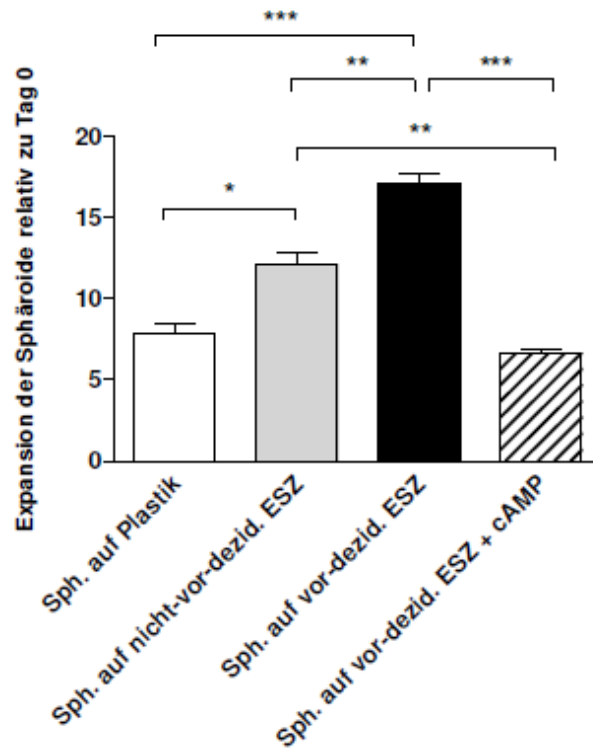 ***
** ***
**
*
Expansion der Sphäroide relativ zu Tag 0
20
15
10
5
0
Sph. auf Plastik
Sph. auf nicht-vor-dezid. ESZ
Sph. auf vor-dezid. ESZ
Sph. auf vor-dezid. ESZ + cAMP